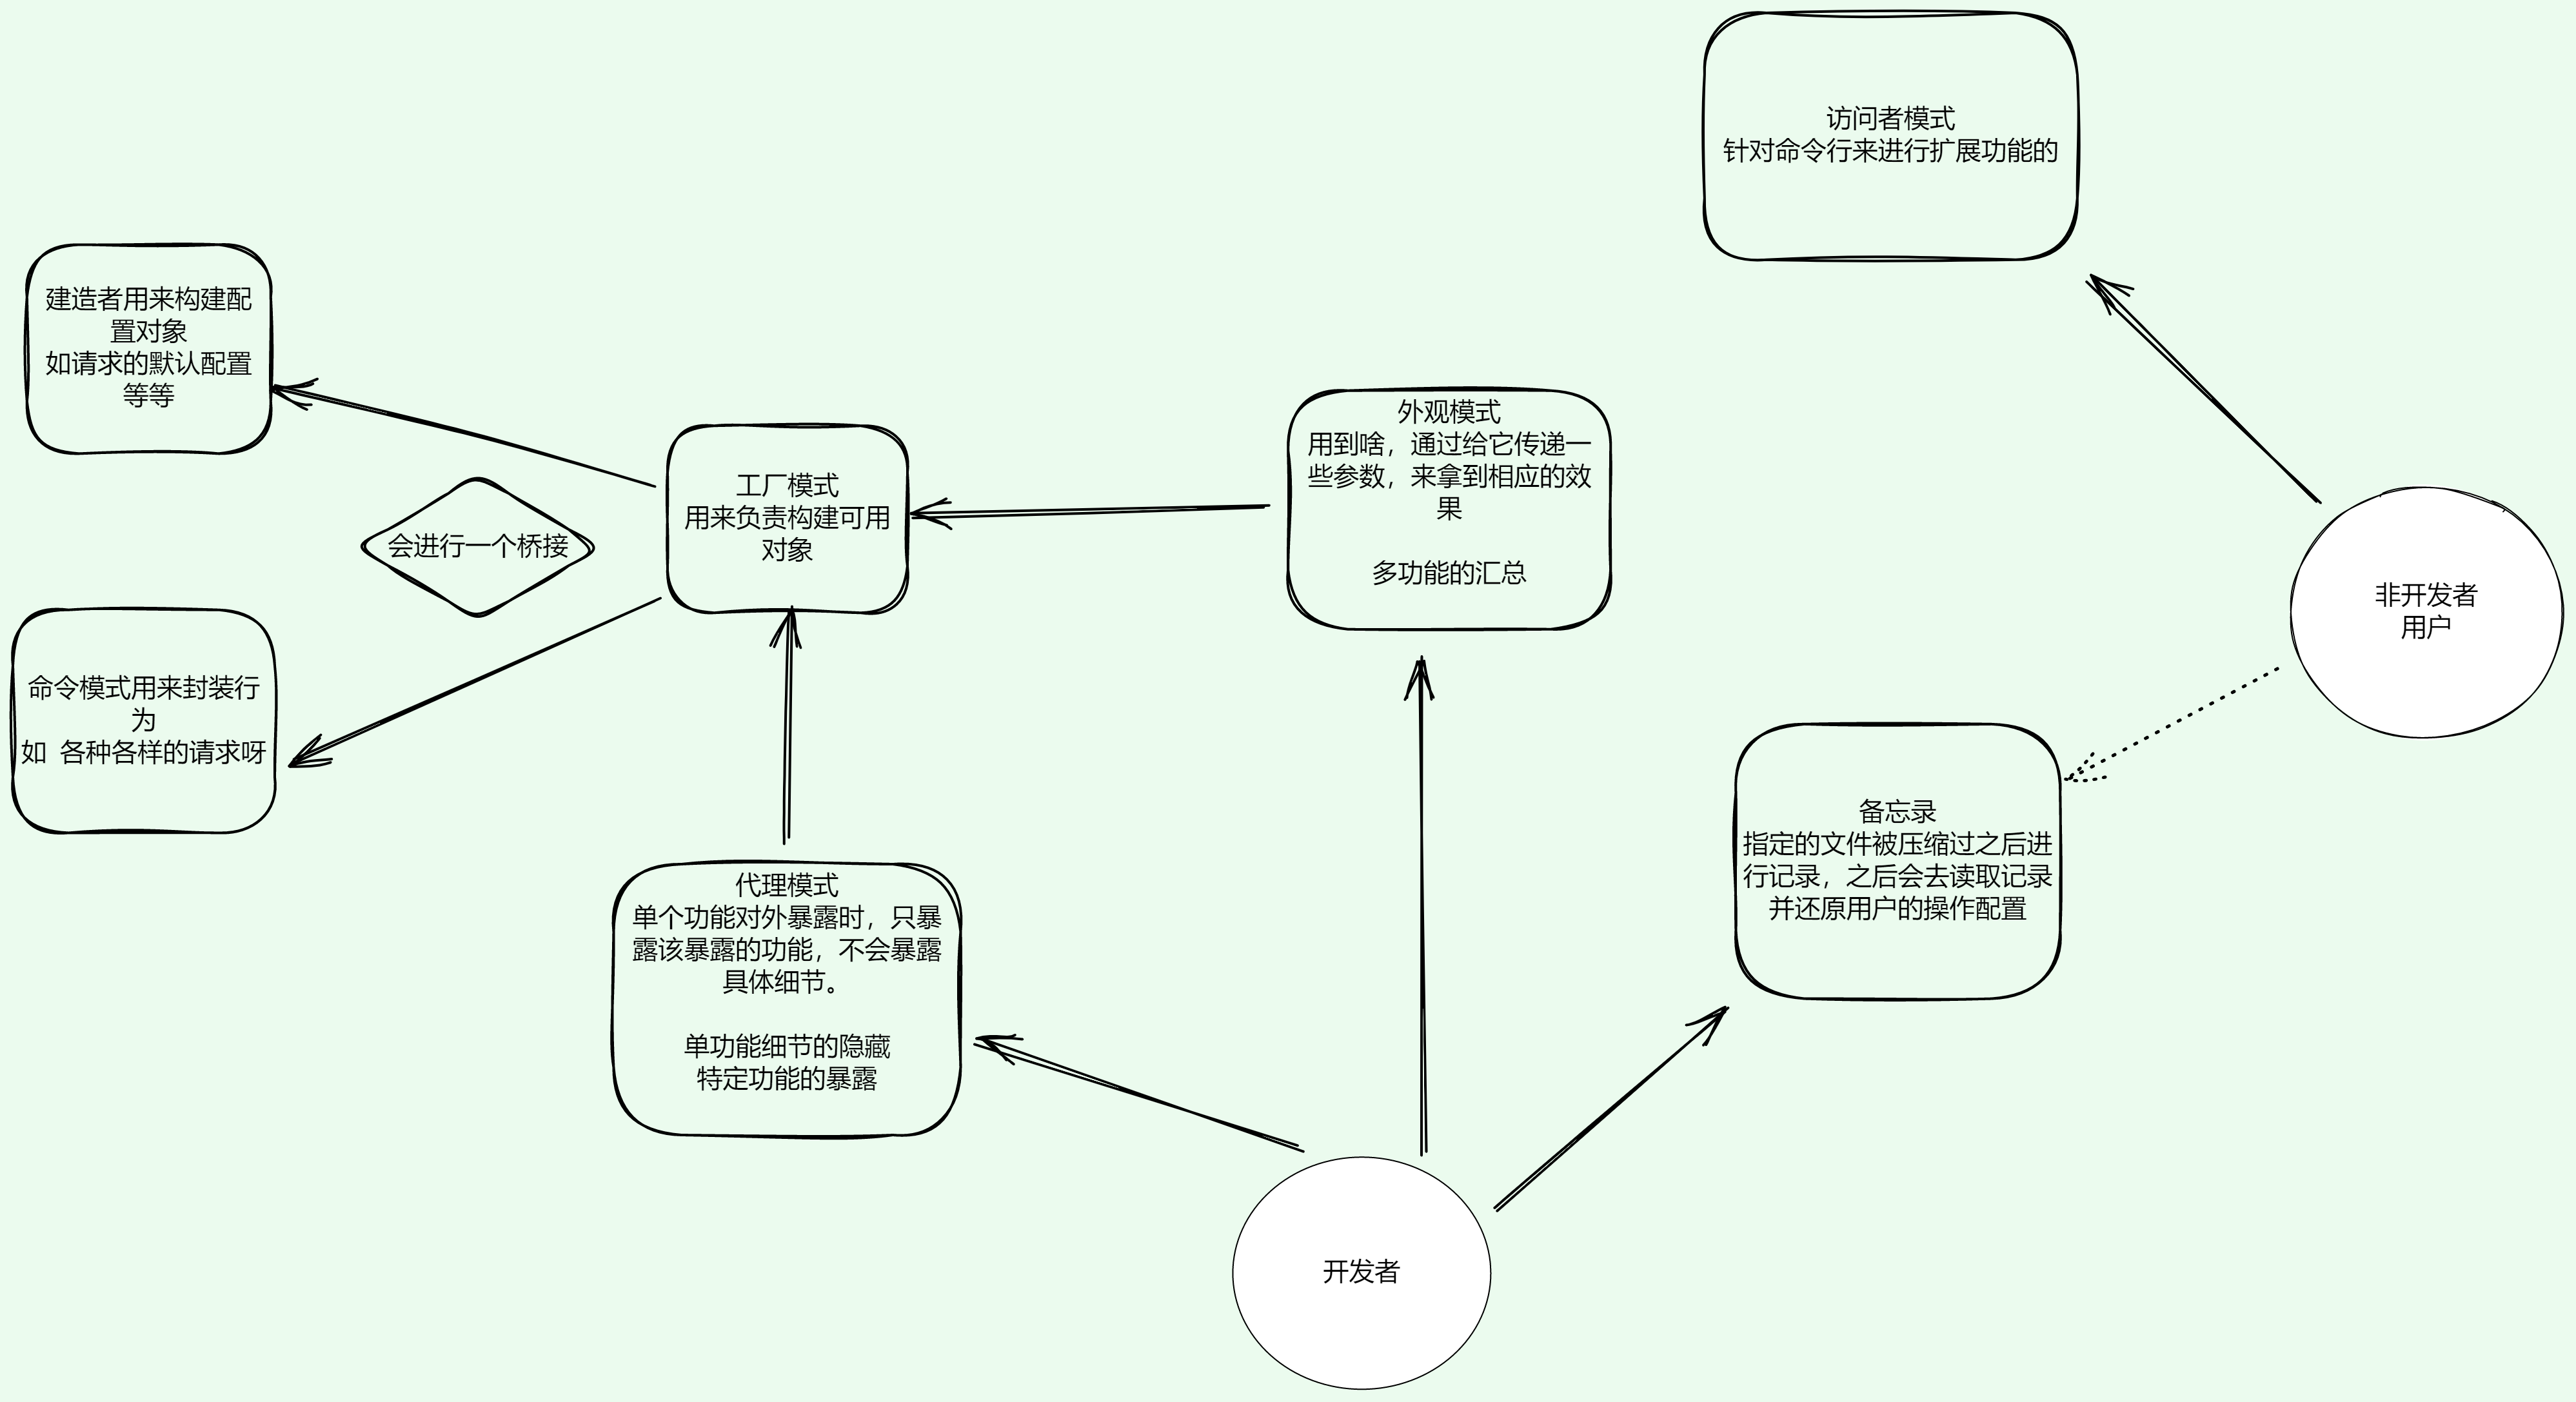 访问者模式
针对命令行来进行扩展功能的
建造者用来构建配
置对象
如请求的默认配置
等等
外观模式
用到啥，通过给它传递一
些参数，来拿到相应的效
果
多功能的汇总
工厂模式
用来负责构建可用
对象
会进行一个桥接
非开发者
用户
命令模式用来封装行
为
如 各种各样的请求呀
备忘录
指定的文件被压缩过之后进
行记录，之后会去读取记录
并还原用户的操作配置
代理模式
单个功能对外暴露时，只暴
露该暴露的功能，不会暴露
具体细节。
单功能细节的隐藏
特定功能的暴露
开发者